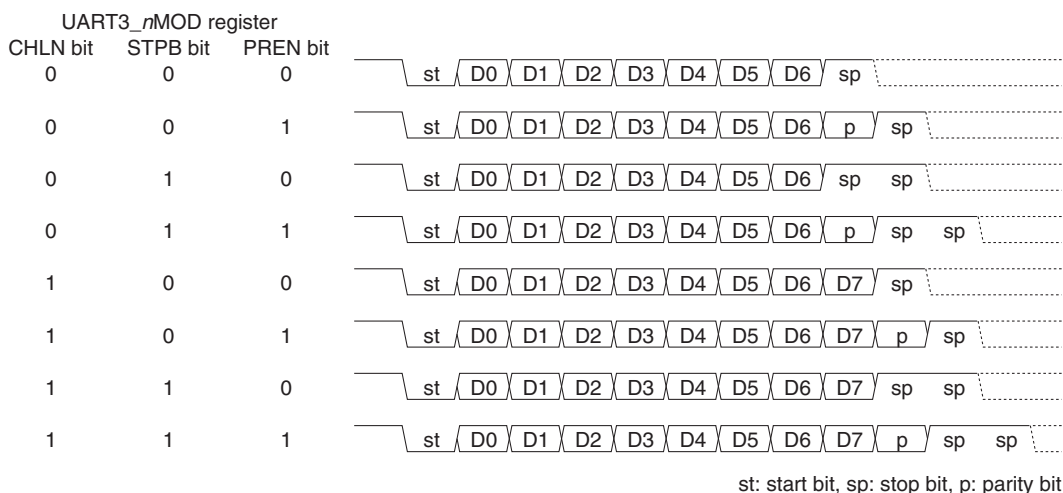 UART3_nMOD register
CHLN bit STPB bit PREN bit
0 0 0 st D0 D1 D2 D3 D4 D5 D6 sp
0 0 1 st D0 D1 D2 D3 D4 D5 D6 p sp
0 1 0 st D0 D1 D2 D3 D4 D5 D6 sp sp
0 1 1 st D0 D1 D2 D3 D4 D5 D6 p sp sp
1 0 0 st D0 D1 D2 D3 D4 D5 D6 D7 sp
1 0 1 st D0 D1 D2 D3 D4 D5 D6 D7 p sp
1 1 0 st D0 D1 D2 D3 D4 D5 D6 D7 sp sp
1 1 1 st D0 D1 D2 D3 D4 D5 D6 D7 p sp sp
st: start bit, sp: stop bit, p: parity bit